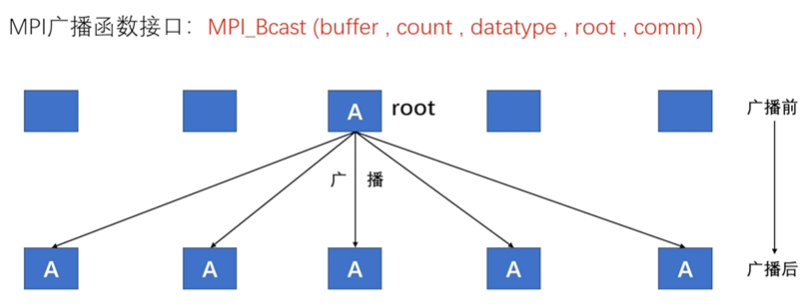 MPI广播函数接口：MPI_Bcast (buffer , count , datatype , root , comm)
A root 广播前
广 播
A A A A A 广播后